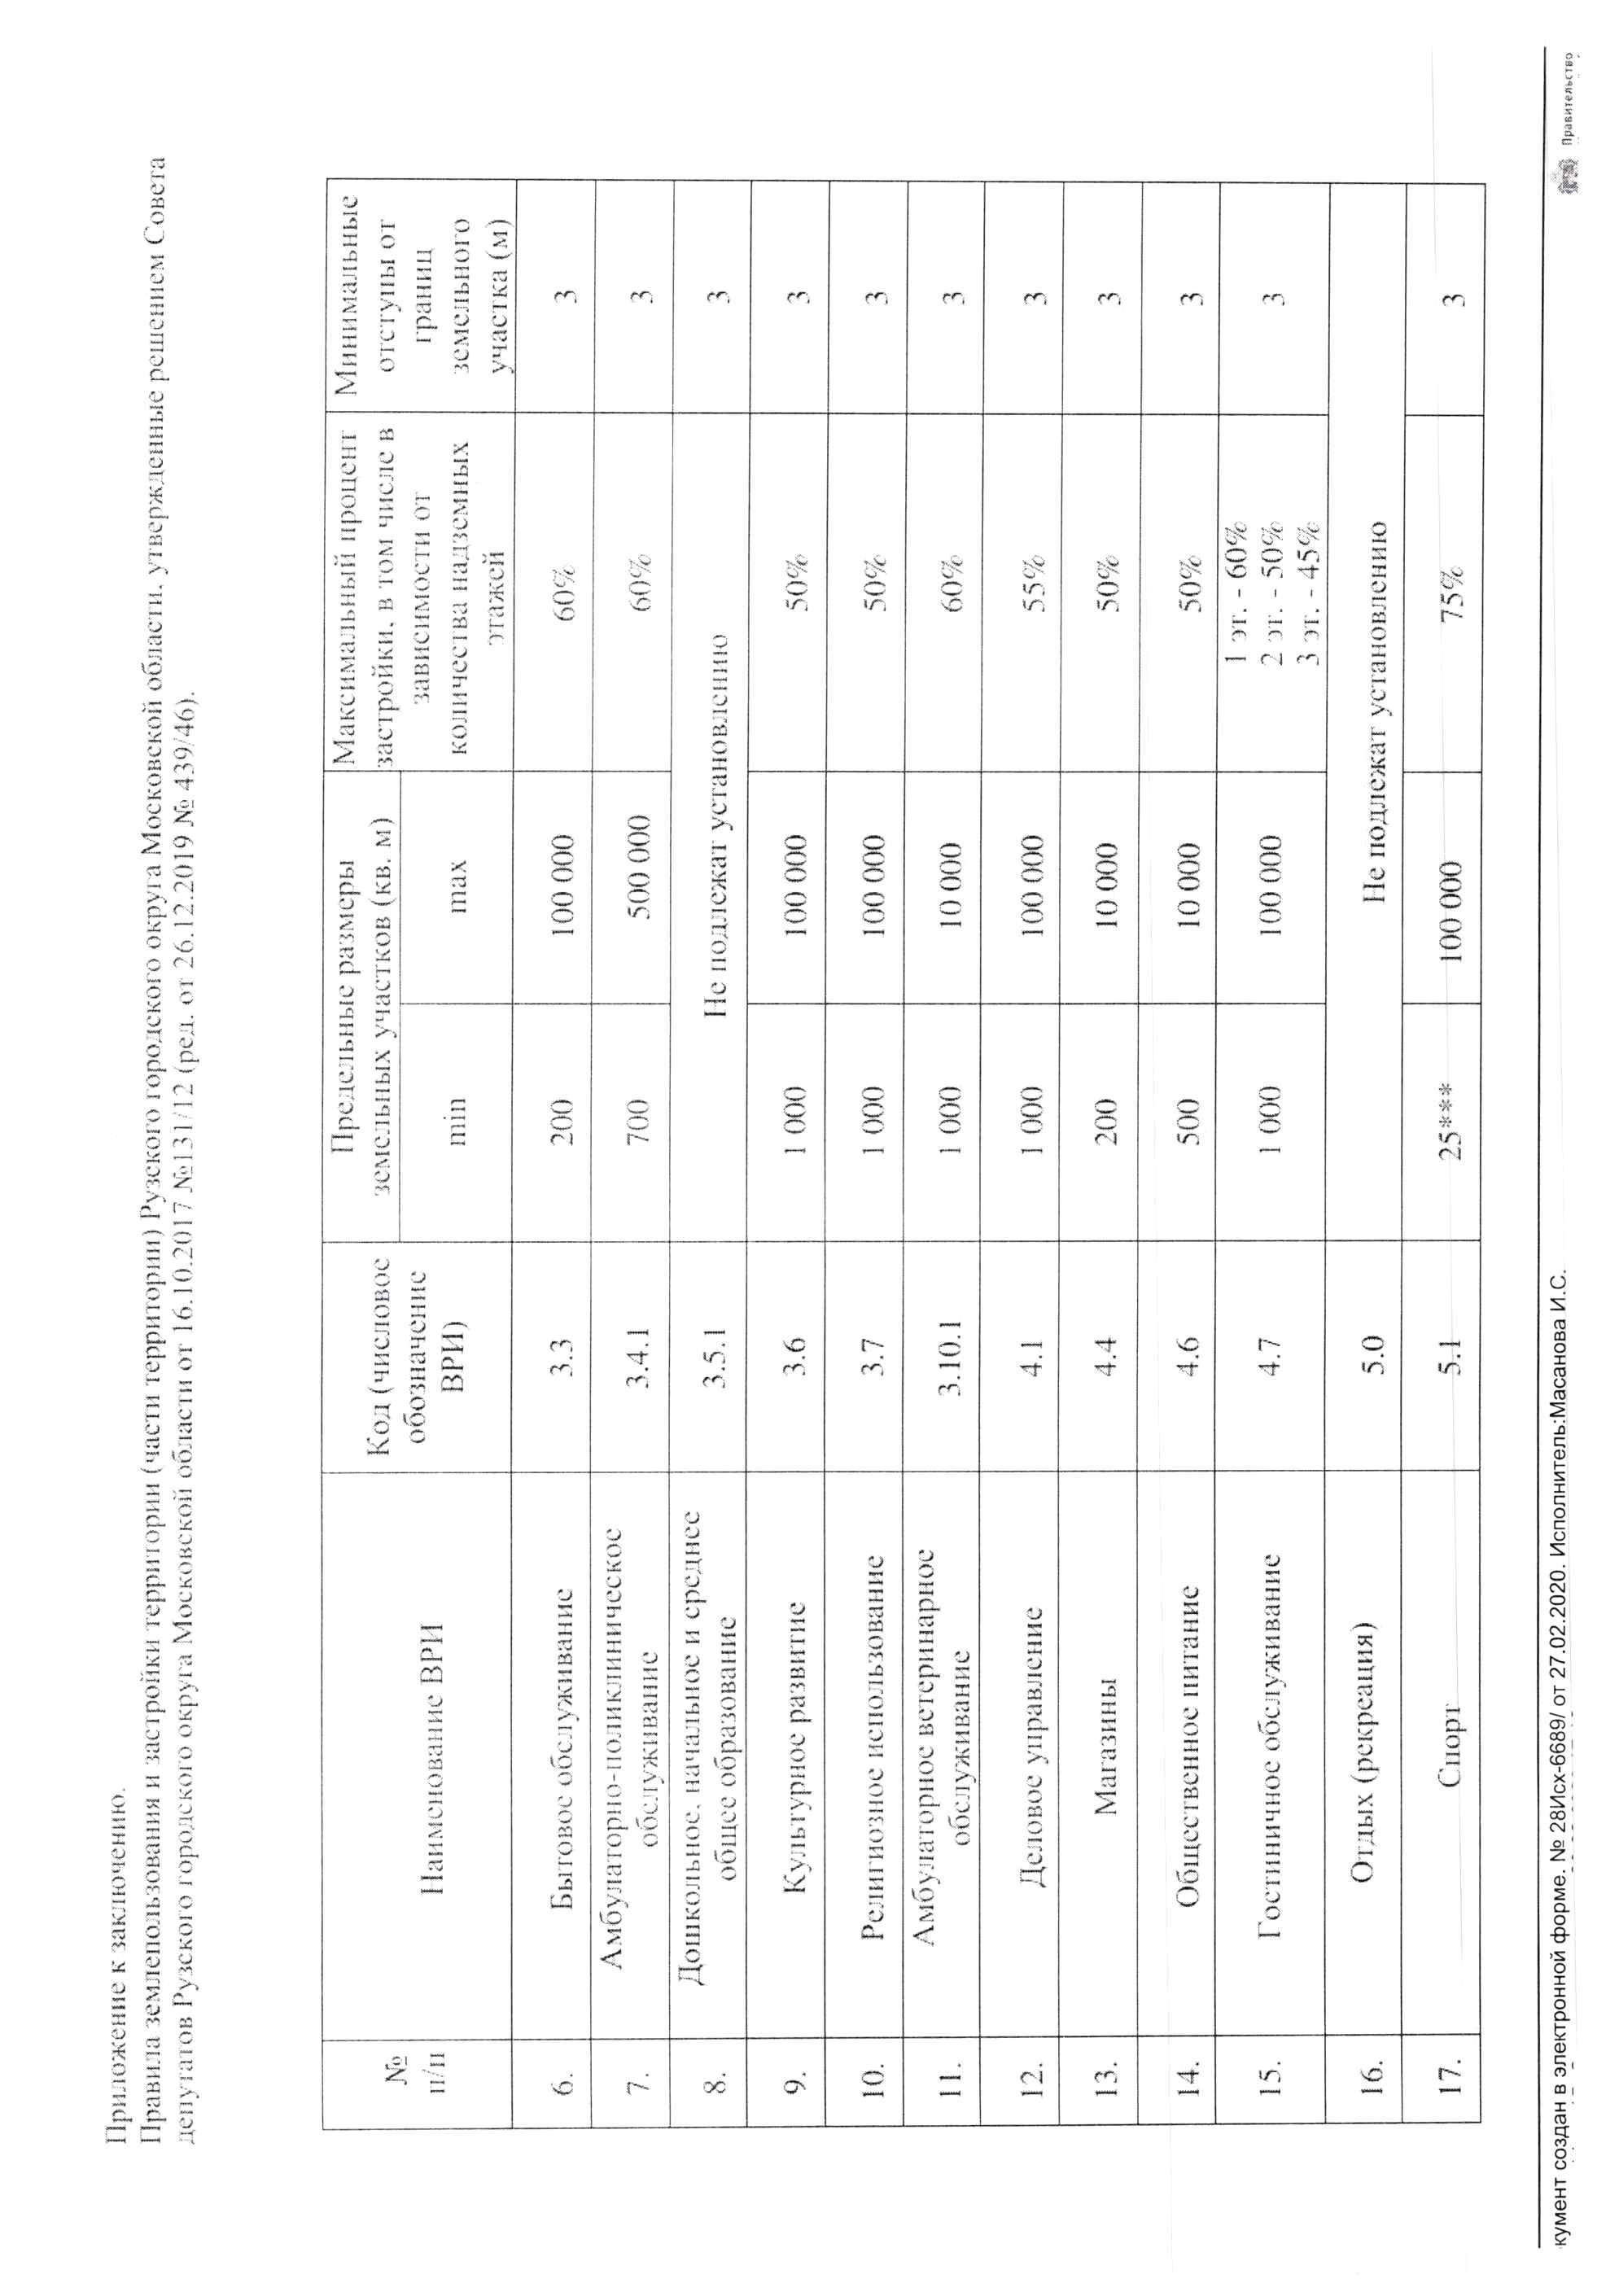 Приложение к заключению.
Правила землепользования и застройки территории (части территории) Рузского городского округа Московской области, утвержденные решением Совета
депутатов Рузского городского округа Московской области от 16.10.2017 №131/12 (ред. от 26.12.2019 № 439/46).
№ п/п
Наименование ВРИ
Код (числовое
обозначение
ВРИ)
Предельные размеры
земельных участков (кв. м)
min
max
Максимальный процент
застройки, в том числе в
зависимости от
количества надземных
этажей
Минимальные
отступы от
границ
земельного
участка (м)
6. Бытовое обслуживание 3.3 200 100 000 60% 3
7. Амбулаторно-поликлиническое
обслуживание 3.4.1 700 500 000 60% 3
8. Дошкольное, начальное и среднее
общее образование 3.5.1 Не подлежат установлению 3
9. Культурное развитие 3.6 1 000 100 000 50% 3
10. Религиозное использование 3.7 1 000 100 000 50% 3
11. Амбулаторное ветеринарное
обслуживание 3.10.1 1 000 10 000 60% 3
12. Деловое управление 4.1 1 000 100 000 55% 3
13. Магазины 4.4 200 10 000 50% 3
14. Общественное питание 4.6 500 10 000 50% 3
15. Гостиничное обслуживание 4.7 1 000 100 000 1 эт. - 60%
2 эт. - 50%
3 эт. - 45% 3
16. Отдых (рекреация) 5.0 Не подлежат установлению
17. Спорт 5.1 25*** 100 000 75% 3
кумент создан в электронной форме. № 28Исх-6689/ от 27.02.2020. Исполнитель:Масанова И.С.
Правительство